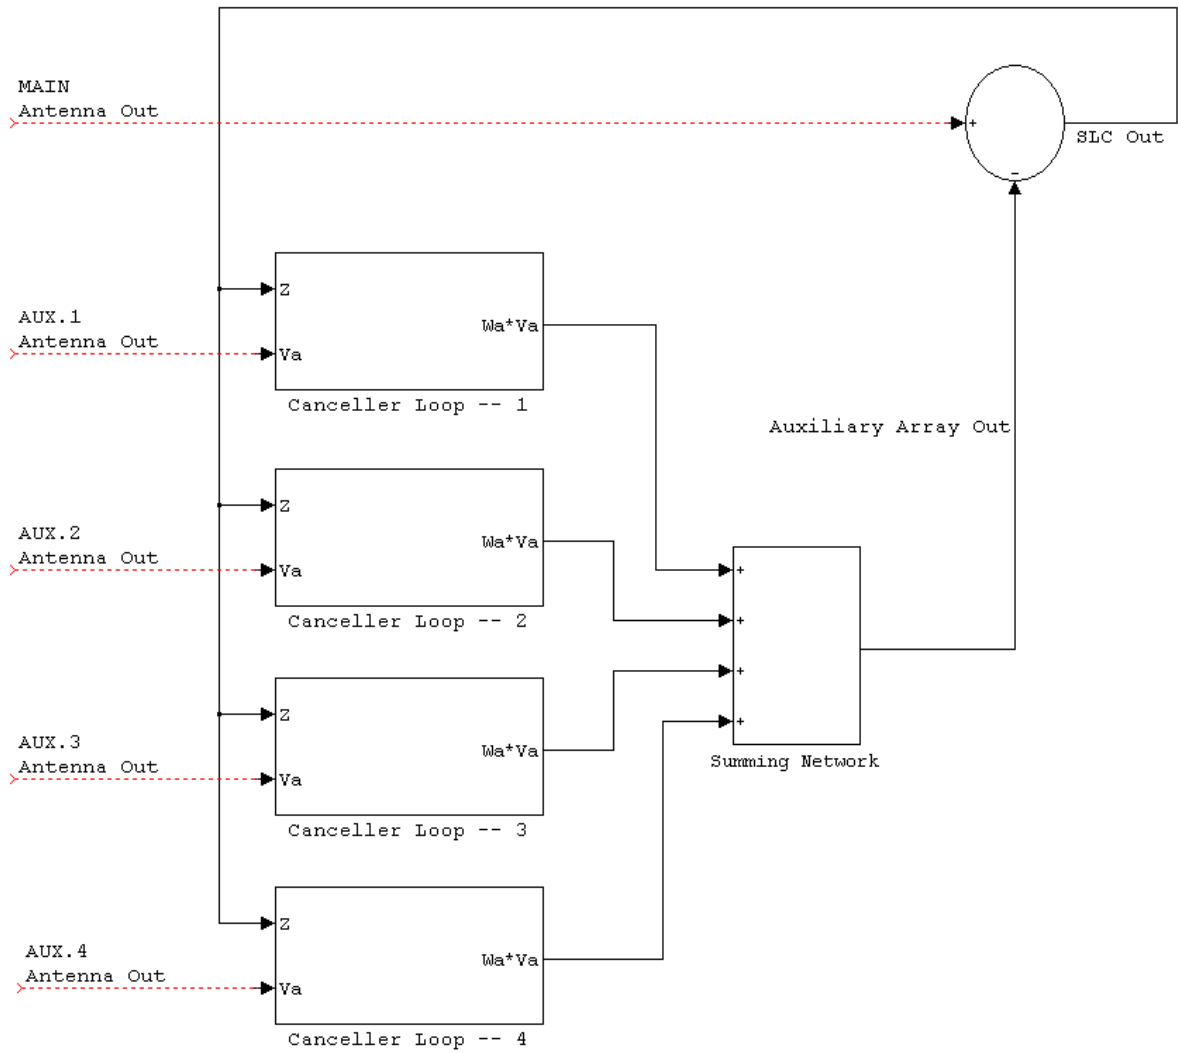 MAIN
Antenna Out
+
SLC Out
-
Z
AUX.1
Antenna Out
Wa*Va
Va
Canceller Loop -- 1
Auxiliary Array Out
Z
AUX.2
Antenna Out
Wa*Va
Va
Canceller Loop -- 2
+
+
+
+
Summing Network
Z
AUX.3
Antenna Out
Wa*Va
Va
Canceller Loop -- 3
Z
AUX.4
Antenna Out
Wa*Va
Va
Canceller Loop -- 4